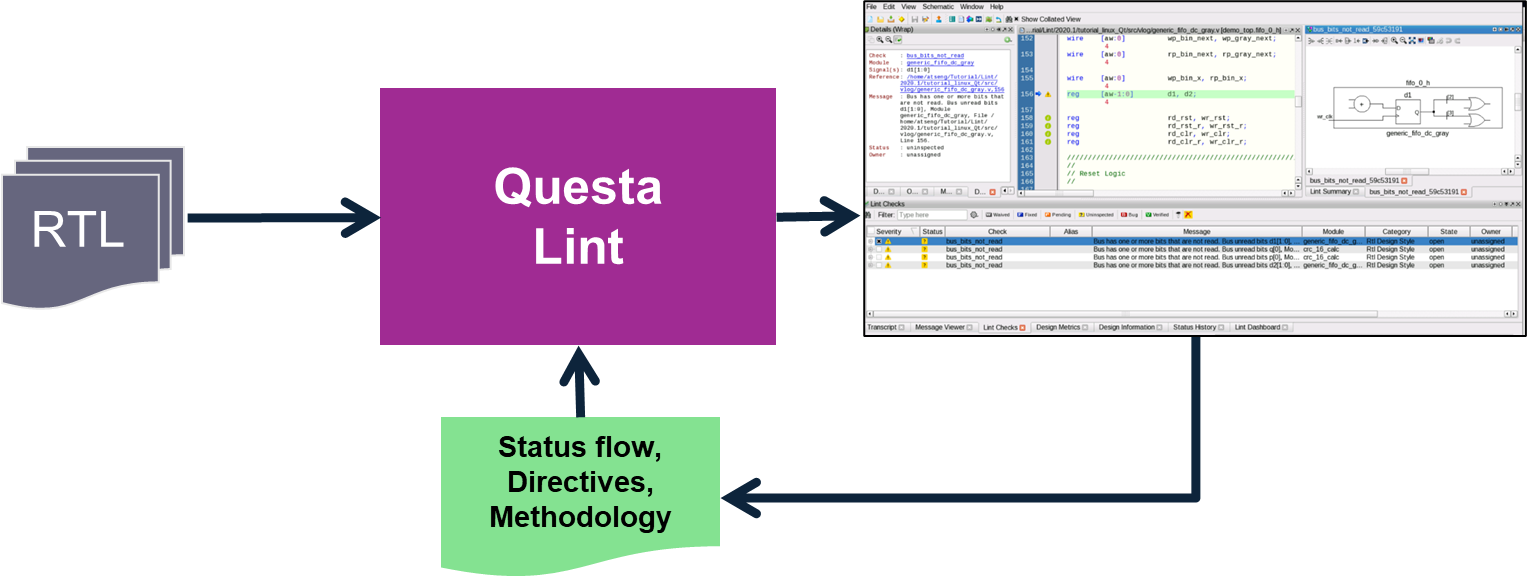 RTL
Questa
Lint
Status flow,
Directives,
Methodology
File Edit View Schematic Window Help
Show Collated View
Details (Wrap)
Check : bus_bits_not_read
Module : generic_fifo_dc_gray
Signal(s): d1[1:0]
Reference: /home/atseng/Tutorial/Lint/
2020.1/tutorial_linux_Qt/src/
vlog/generic_fifo_dc_gray.v,156
Message : Bus has one or more bits that
are not read. Bus unread bits
d1[1:0], Module
generic_fifo_dc_gray, File /
home/atseng/Tutorial/Lint/
2020.1/tutorial_linux_Qt/src/
vlog/generic_fifo_dc_gray.v,
Line 156.
Status : uninspected
Owner : unassigned
D... O... M... D...
...rial/Lint/2020.1/tutorial_linux_Qt/src/vlog/generic_fifo_dc_gray.v [demo_top.fifo_0_h]
152 wire [aw:0] wp_bin_next, wp_gray_next;
4
153 wire [aw:0] rp_bin_next, rp_gray_next;
4
154
155 wire [aw:0] wp_bin_x, rp_bin_x;
4
156 reg [aw-1:0] d1, d2;
4
157
158 reg rd_rst, wr_rst;
159 reg rd_rst_r, wr_rst_r;
160 reg rd_clr, wr_clr;
161 reg rd_clr_r, wr_clr_r;
162
163
164 //
165 // Reset Logic
166 //
bus_bits_not_read_59c53191
fifo_0_h
d1
D
Q
[2]
[3]
wr_clk
generic_fifo_dc_gray
bus_bits_not_read_59c53191
Lint Summary bus_bits_not_read_59c53191
Lint Checks
Filter: Type here Waived Fixed Pending Uninspected Bug Verified
Severity Status Check Alias Message Module Category State Owner
bus_bits_not_read Bus has one or more bits that are not read. Bus unread bits d1[1:0], ... generic_fifo_dc_g... Rtl Design Style open unassigned
bus_bits_not_read Bus has one or more bits that are not read. Bus unread bits q[0], Mo... crc_16_calc Rtl Design Style open unassigned
bus_bits_not_read Bus has one or more bits that are not read. Bus unread bits p[0], Mo... crc_16_calc Rtl Design Style open unassigned
bus_bits_not_read Bus has one or more bits that are not read. Bus unread bits d2[1:0], ... generic_fifo_dc_g... Rtl Design Style open unassigned
Transcript Message Viewer Lint Checks Design Metrics Design Information Status History Lint Dashboard